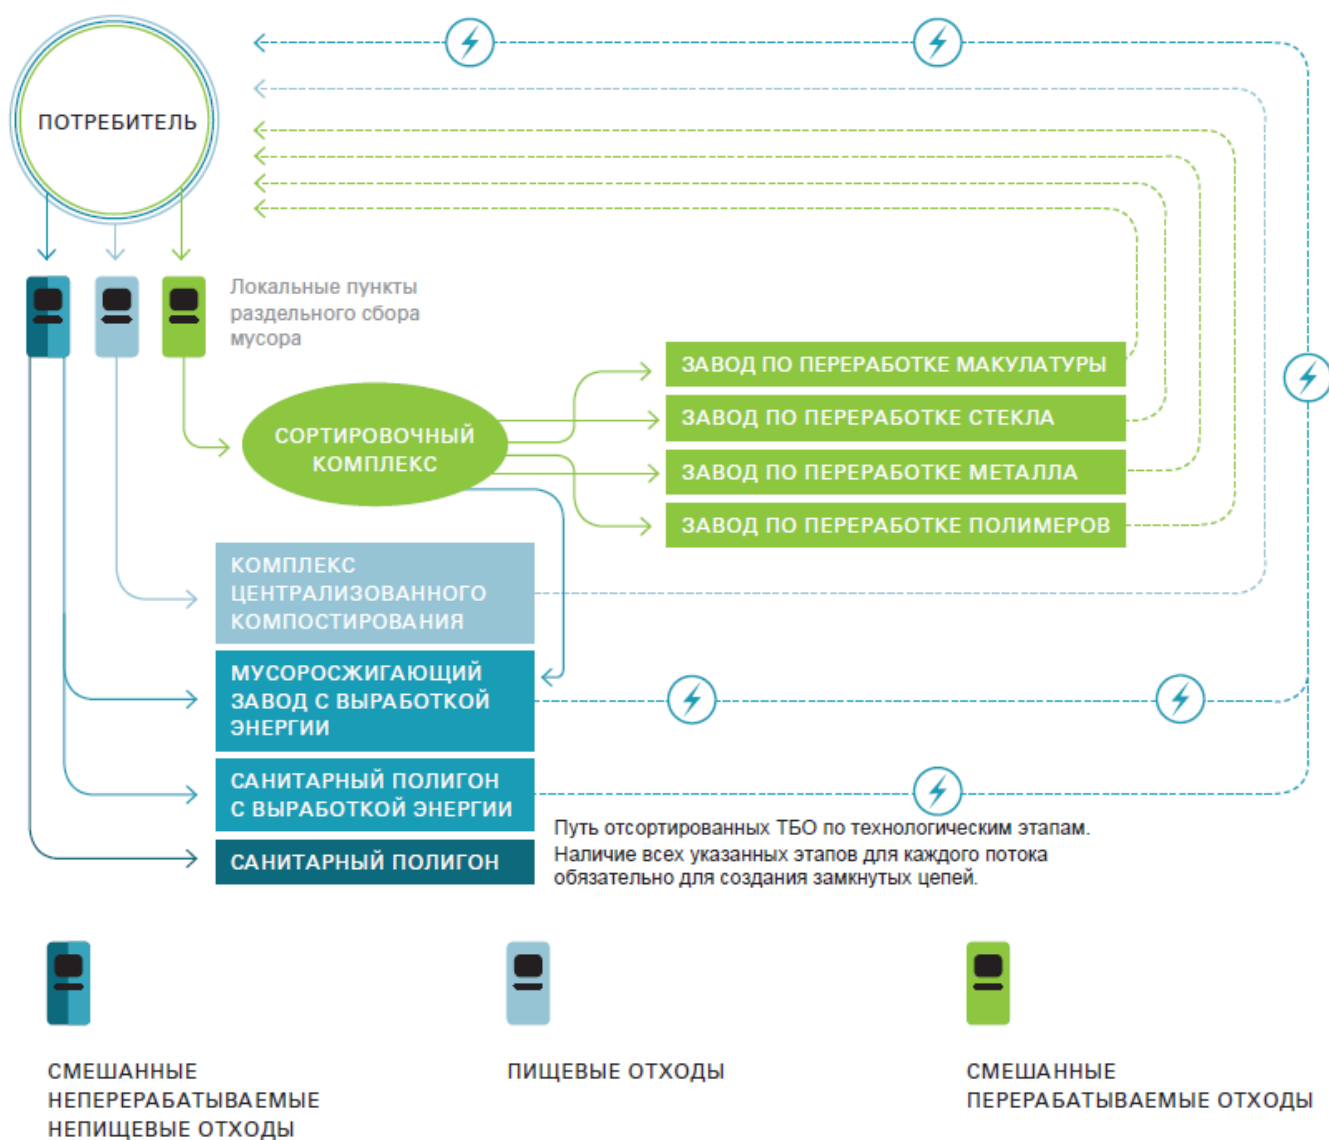 ПОТРЕБИТЕЛЬ
Локальные пункты
раздельного сбора
мусора
СОРТИРОВОЧНЫЙ
КОМПЛЕКС
ЗАВОД ПО ПЕРЕРАБОТКЕ МАКУЛАТУРЫ
ЗАВОД ПО ПЕРЕРАБОТКЕ СТЕКЛА
ЗАВОД ПО ПЕРЕРАБОТКЕ МЕТАЛЛА
ЗАВОД ПО ПЕРЕРАБОТКЕ ПОЛИМЕРОВ
КОМПЛЕКС
ЦЕНТРАЛИЗОВАННОГО
КОМПОСТИРОВАНИЯ
МУСОРОСЖИГАЮЩИЙ
ЗАВОД С ВЫРАБОТКОЙ
ЭНЕРГИИ
САНИТАРНЫЙ ПОЛИГОН
С ВЫРАБОТКОЙ ЭНЕРГИИ
САНИТАРНЫЙ ПОЛИГОН
Путь отсортированных ТБО по технологическим этапам.
Наличие всех указанных этапов для каждого потока
обязательно для создания замкнутых цепей.
СМЕШАННЫЕ
НЕПЕРЕРАБАТЫВАЕМЫЕ
НЕПИЩЕВЫЕ ОТХОДЫ
ПИЩЕВЫЕ ОТХОДЫ
СМЕШАННЫЕ
ПЕРЕРАБАТЫВАЕМЫЕ ОТХОДЫ